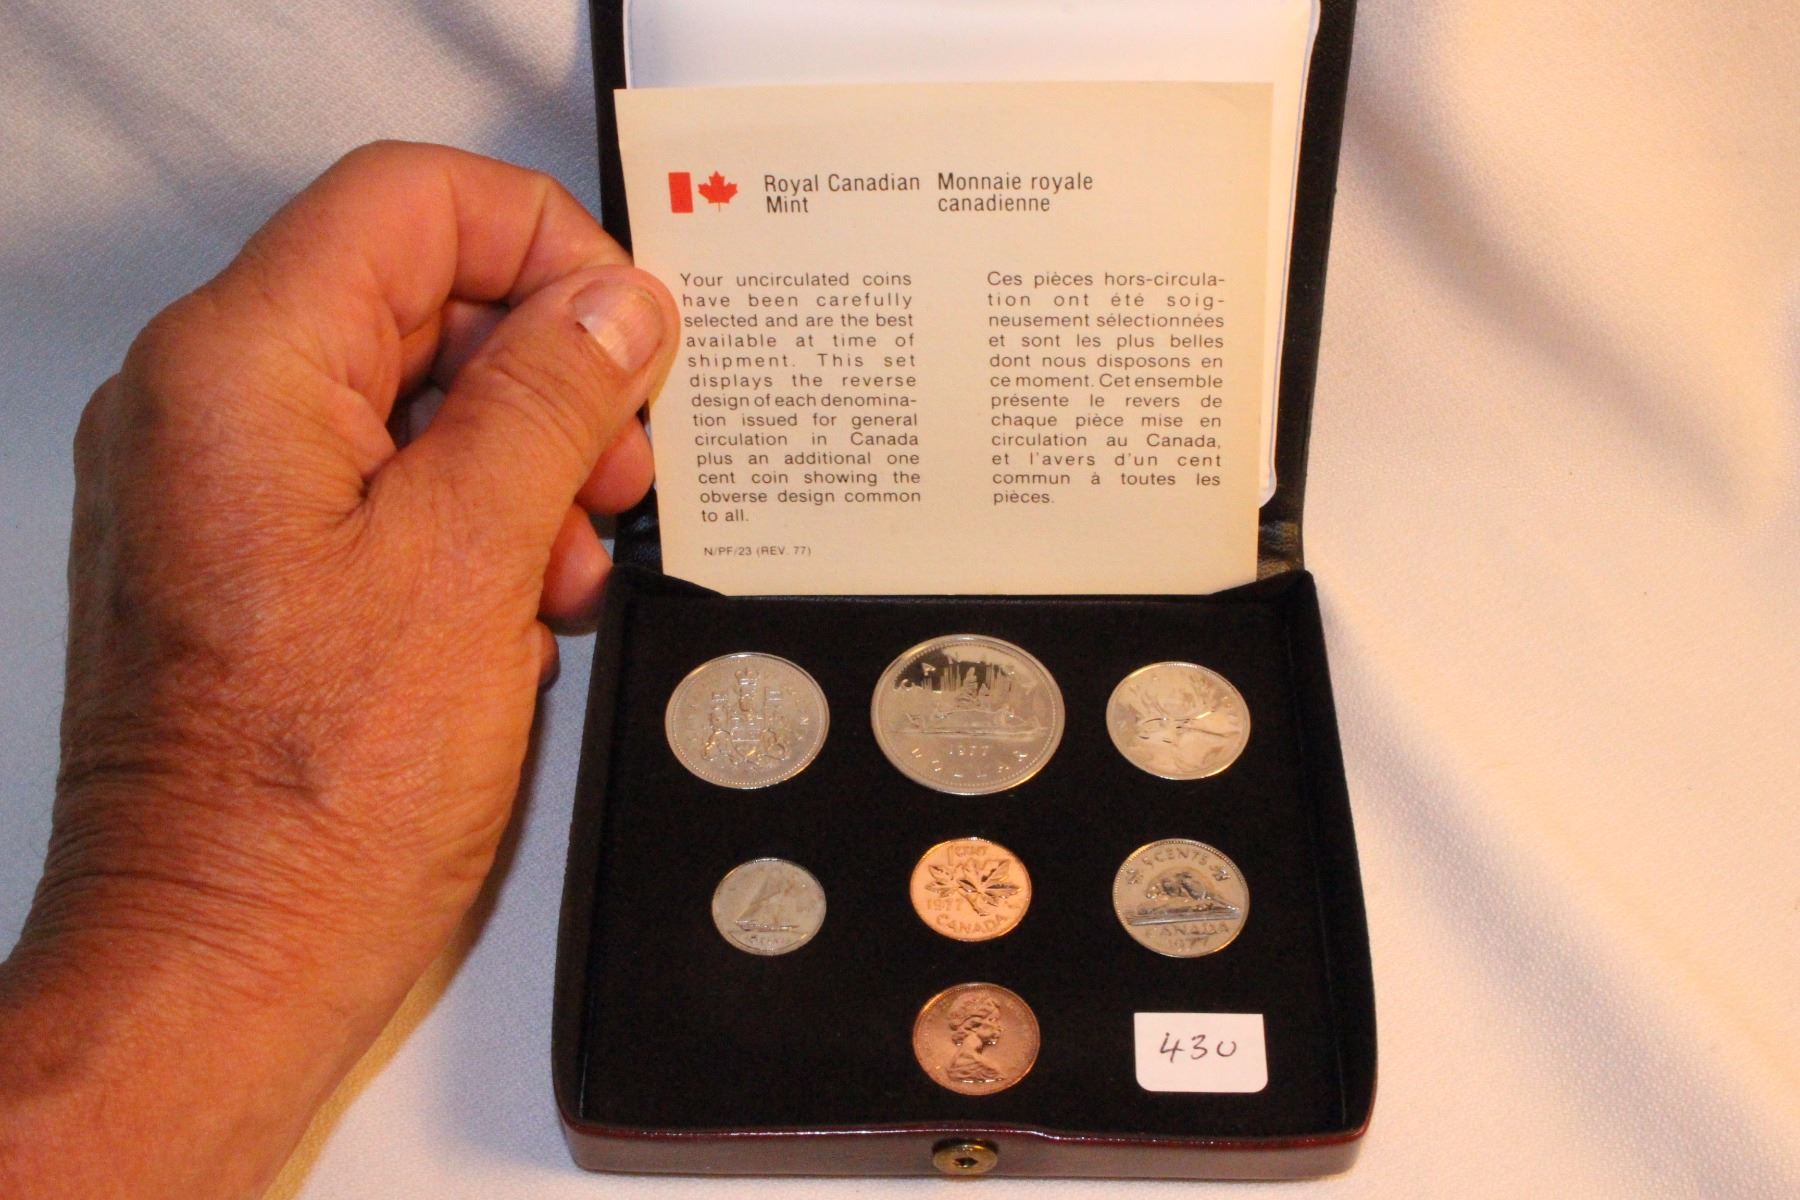 Royal Canadian
Mint
Monnaie royale
canadienne
Your uncirculated coins
have been carefully
selected and are the best
available at time of
shipment. This set
displays the reverse
design of each denomina-
tion issued for general
circulation in Canada
plus an additional one
cent coin showing the
obverse design common
to all.
N/PF/23 (REV. 77)
Ces pièces hors-circula-
tion ont été soig-
neusement sélectionnées
et sont les plus belles
dont nous disposons en
ce moment. Cet ensemble
présente le revers de
chaque pièce mise en
circulation au Canada,
et l'avers d'un cent
commun à toutes les
pièces.
1977
DOLLAR
1 CENT
1977
CANADA
5 CENTS
CANADA
1977
430